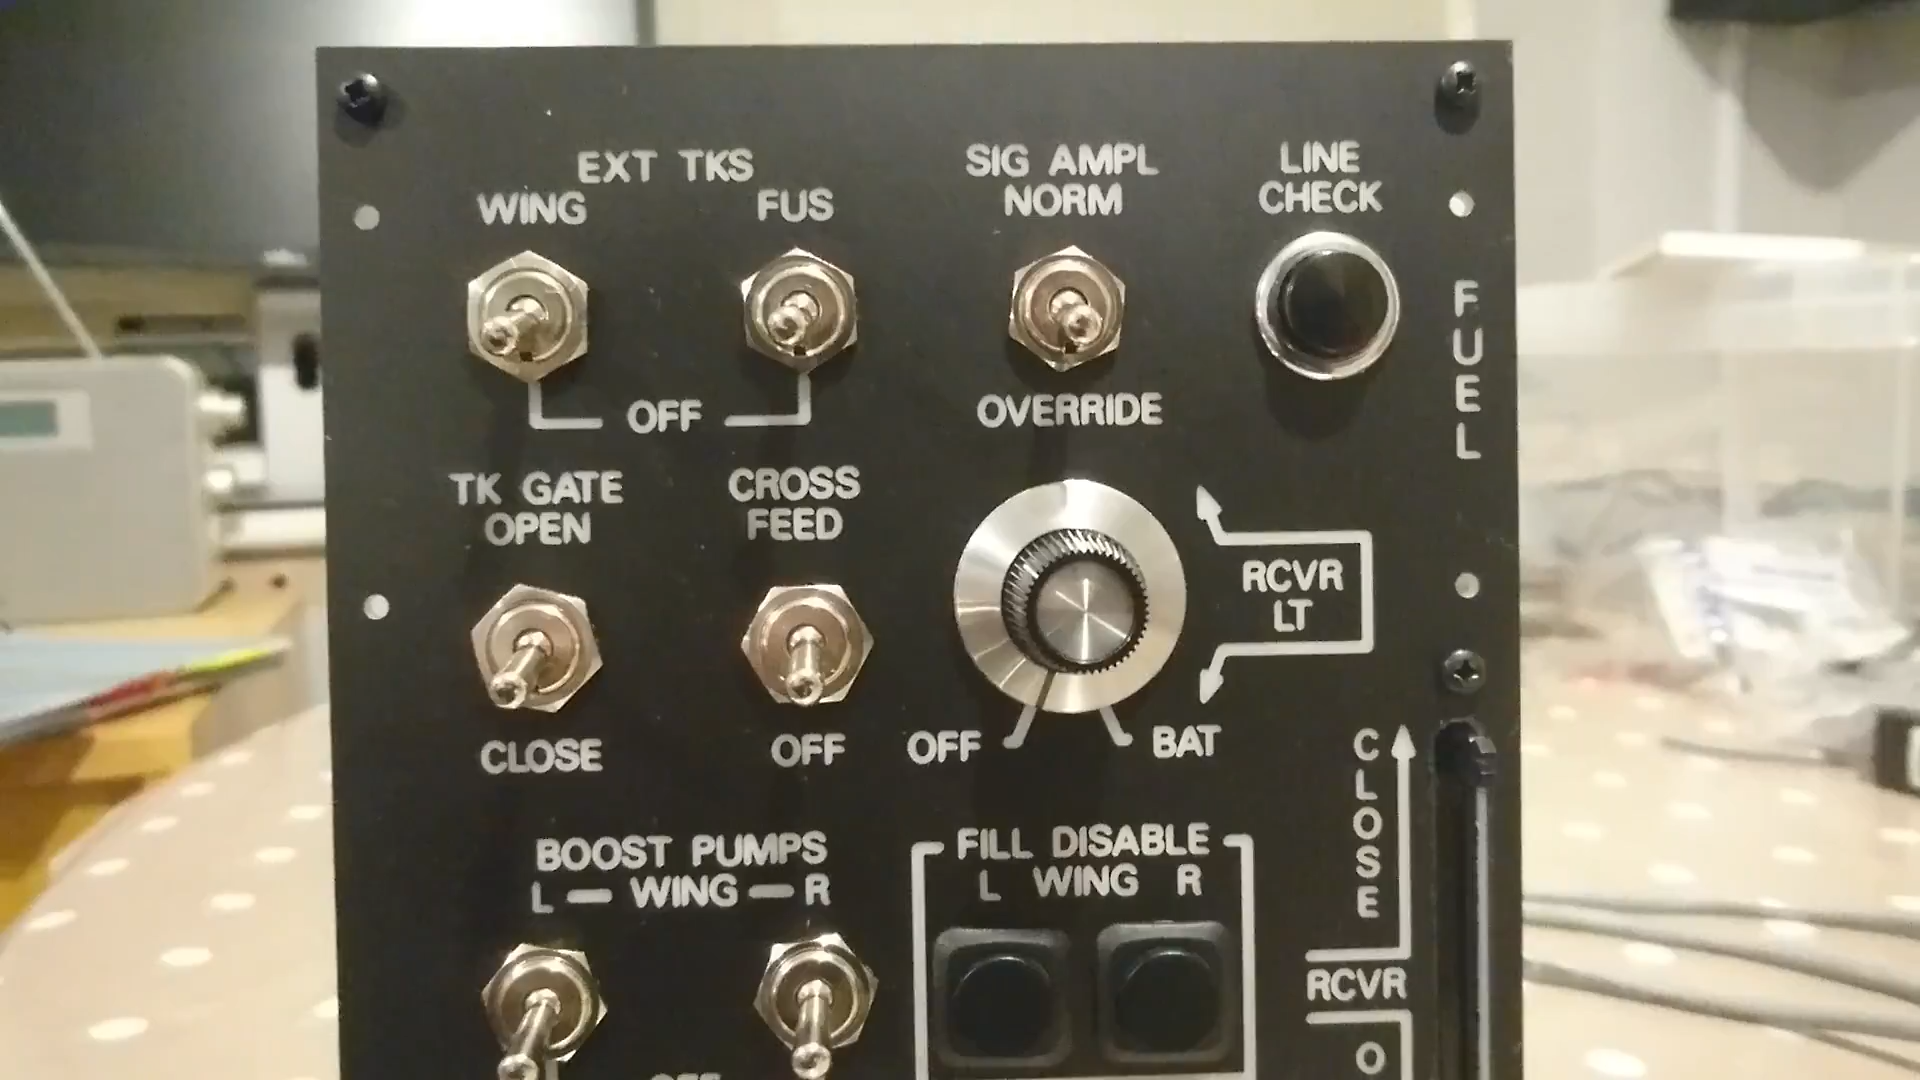 EXT TKS
WING FUS
OFF
SIG AMPL
NORM
OVERRIDE
LINE
CHECK
FUEL
TK GATE
OPEN
CLOSE
CROSS
FEED
OFF
RCVR
LT
OFF BAT
BOOST PUMPS
L WING R
FILL DISABLE
L WING R
CLOSE
RCVR
O